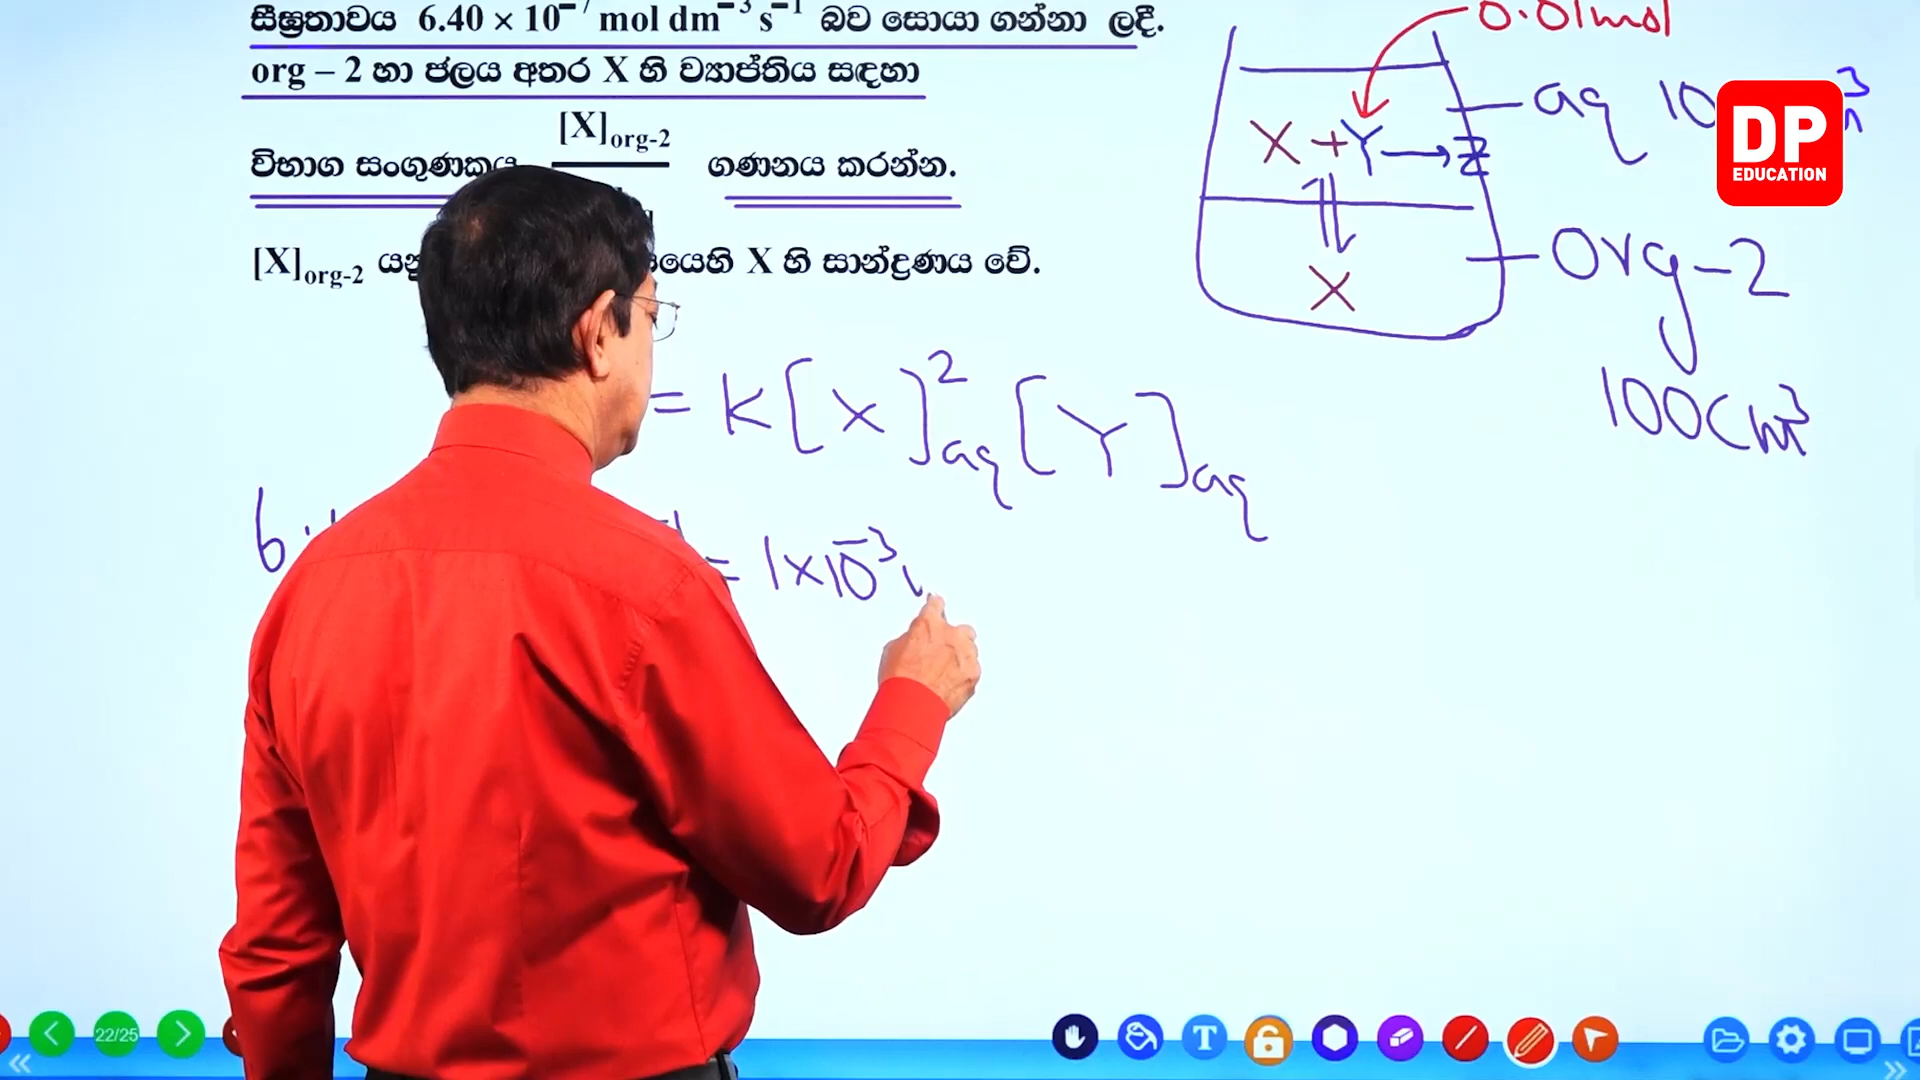 සීඝ්‍රතාවය 6.40 × 10⁻⁷ mol dm⁻³ s⁻¹ බව සොයා ගන්නා ලදී.
org – 2 හා ජලය අතර X හි ව්‍යාප්තිය සඳහා
විභාග සංගුණකය [X]org-2 ගණනය කරන්න.
[X]org-2 X හි සාන්ද්‍රණය වේ.
0.01mol
aq 10
X + Y → Z
X
org-2
100cm³
= K [X]²aq [Y]aq
6.
= 1×10⁻³
DP
EDUCATION
22/25
T